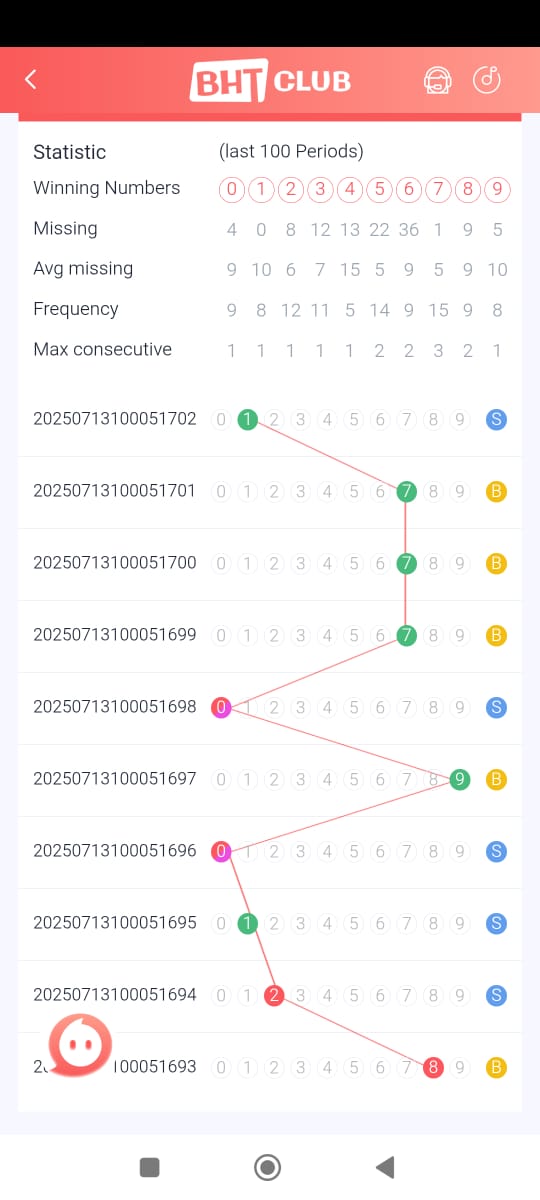 BHT CLUB
Statistic (last 100 Periods)
Winning Numbers 0 1 2 3 4 5 6 7 8 9
Missing 4 0 8 12 13 22 36 1 9 5
Avg missing 9 10 6 7 15 5 9 5 9 10
Frequency 9 8 12 11 5 14 9 15 9 8
Max consecutive 1 1 1 1 1 2 2 3 2 1
20250713100051702 0 1 2 3 4 5 6 7 8 9 S
20250713100051701 0 1 2 3 4 5 6 7 8 9 B
20250713100051700 0 1 2 3 4 5 6 7 8 9 B
20250713100051699 0 1 2 3 4 5 6 7 8 9 B
20250713100051698 0 1 2 3 4 5 6 7 8 9 S
20250713100051697 0 1 2 3 4 5 6 7 8 9 B
20250713100051696 0 1 2 3 4 5 6 7 8 9 S
20250713100051695 0 1 2 3 4 5 6 7 8 9 S
20250713100051694 0 1 2 3 4 5 6 7 8 9 S
00051693 0 1 2 3 4 5 6 7 8 9 B